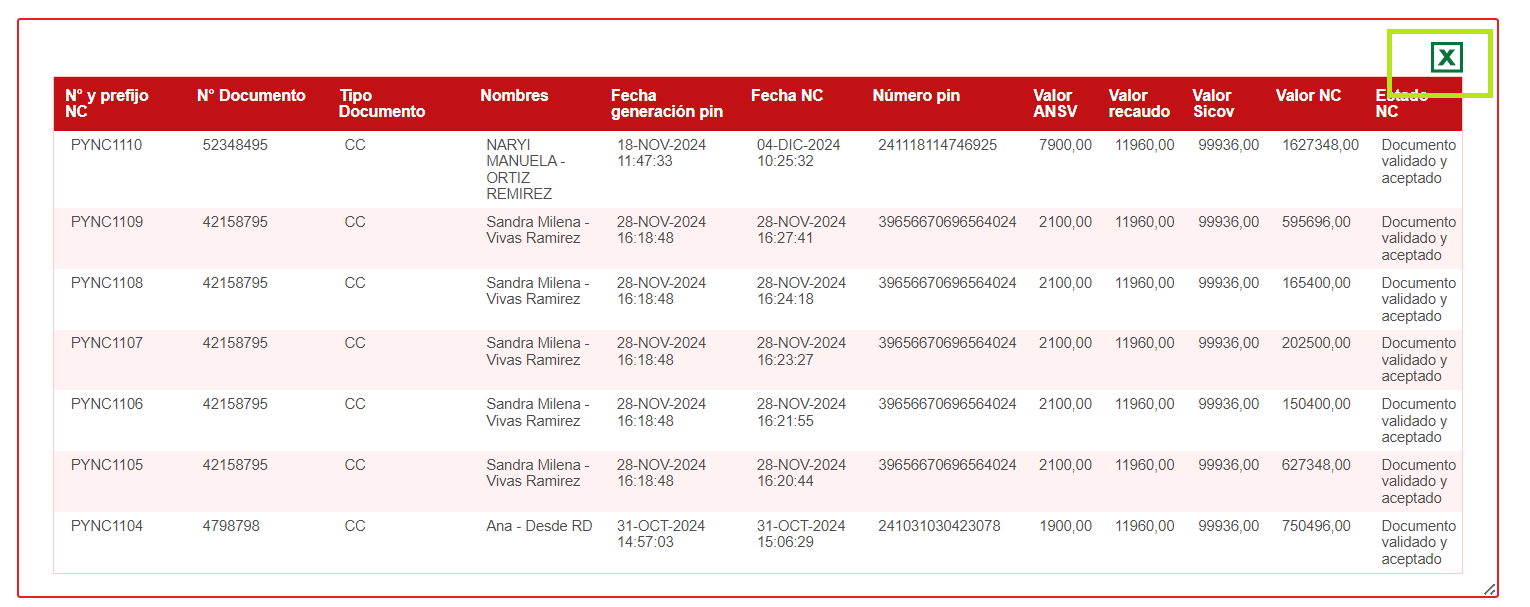 X
N° y prefijo NC N° Documento Tipo Documento Nombres Fecha generación pin Fecha NC Número pin Valor ANSV Valor recaudo Valor Sicov Valor NC Estado NC
PYNC1110 52348495 CC NARYI MANUELA - ORTIZ REMIREZ 18-NOV-2024 11:47:33 04-DIC-2024 10:25:32 241118114746925 7900,00 11960,00 99936,00 1627348,00 Documento validado y aceptado
PYNC1109 42158795 CC Sandra Milena - Vivas Ramirez 28-NOV-2024 16:18:48 28-NOV-2024 16:27:41 39656670696564024 2100,00 11960,00 99936,00 595696,00 Documento validado y aceptado
PYNC1108 42158795 CC Sandra Milena - Vivas Ramirez 28-NOV-2024 16:18:48 28-NOV-2024 16:24:18 39656670696564024 2100,00 11960,00 99936,00 165400,00 Documento validado y aceptado
PYNC1107 42158795 CC Sandra Milena - Vivas Ramirez 28-NOV-2024 16:18:48 28-NOV-2024 16:23:27 39656670696564024 2100,00 11960,00 99936,00 202500,00 Documento validado y aceptado
PYNC1106 42158795 CC Sandra Milena - Vivas Ramirez 28-NOV-2024 16:18:48 28-NOV-2024 16:21:55 39656670696564024 2100,00 11960,00 99936,00 150400,00 Documento validado y aceptado
PYNC1105 42158795 CC Sandra Milena - Vivas Ramirez 28-NOV-2024 16:18:48 28-NOV-2024 16:20:44 39656670696564024 2100,00 11960,00 99936,00 627348,00 Documento validado y aceptado
PYNC1104 4798798 CC Ana - Desde RD 31-OCT-2024 14:57:03 31-OCT-2024 15:06:29 241031030423078 1900,00 11960,00 99936,00 750496,00 Documento validado y aceptado